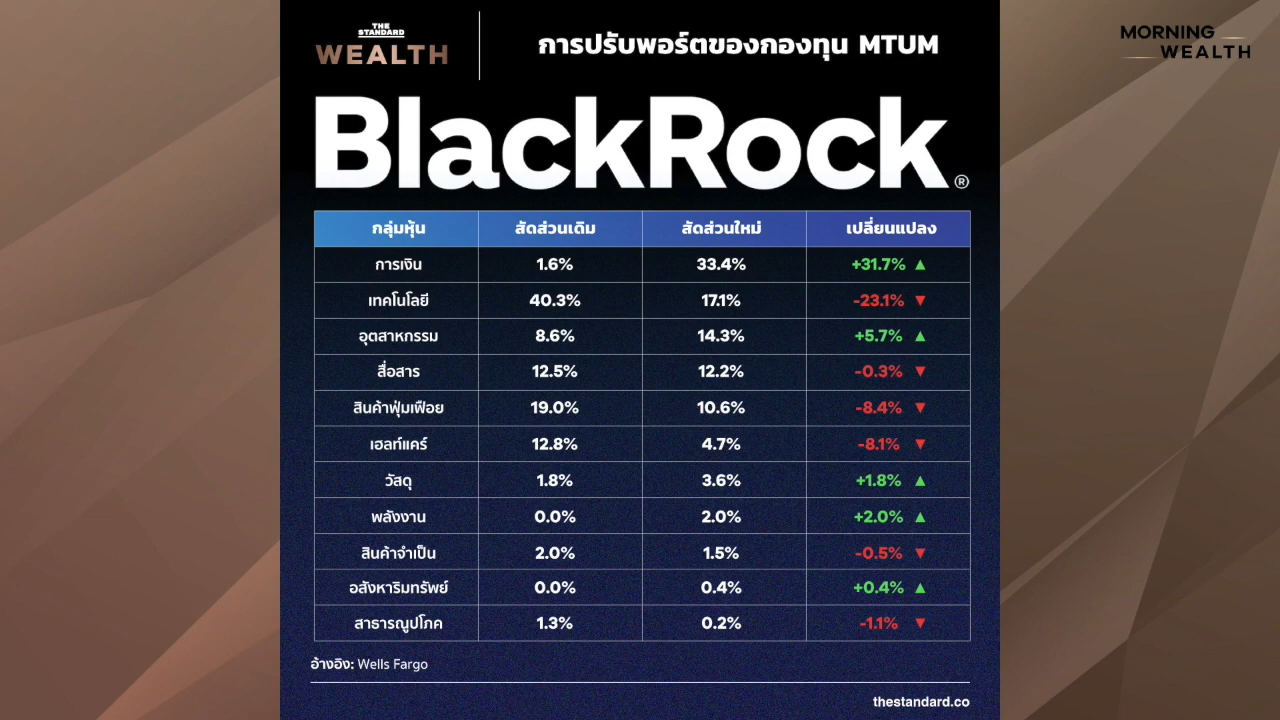 THE
STANDARD
WEALTH
การปรับพอร์ตของกองทุน MTUM
MORNING
WEALTH
BlackRock®
กลุ่มหุ้น สัดส่วนเดิม สัดส่วนใหม่ เปลี่ยนแปลง
การเงิน 1.6% 33.4% +31.7% ▲
เทคโนโลยี 40.3% 17.1% -23.1% ▼
อุตสาหกรรม 8.6% 14.3% +5.7% ▲
สื่อสาร 12.5% 12.2% -0.3% ▼
สินค้าฟุ่มเฟือย 19.0% 10.6% -8.4% ▼
เฮลท์แคร์ 12.8% 4.7% -8.1% ▼
วัสดุ 1.8% 3.6% +1.8% ▲
พลังงาน 0.0% 2.0% +2.0% ▲
สินค้าจำเป็น 2.0% 1.5% -0.5% ▼
อสังหาริมทรัพย์ 0.0% 0.4% +0.4% ▲
สาธารณูปโภค 1.3% 0.2% -1.1% ▼
อ้างอิง: Wells Fargo
thestandard.co